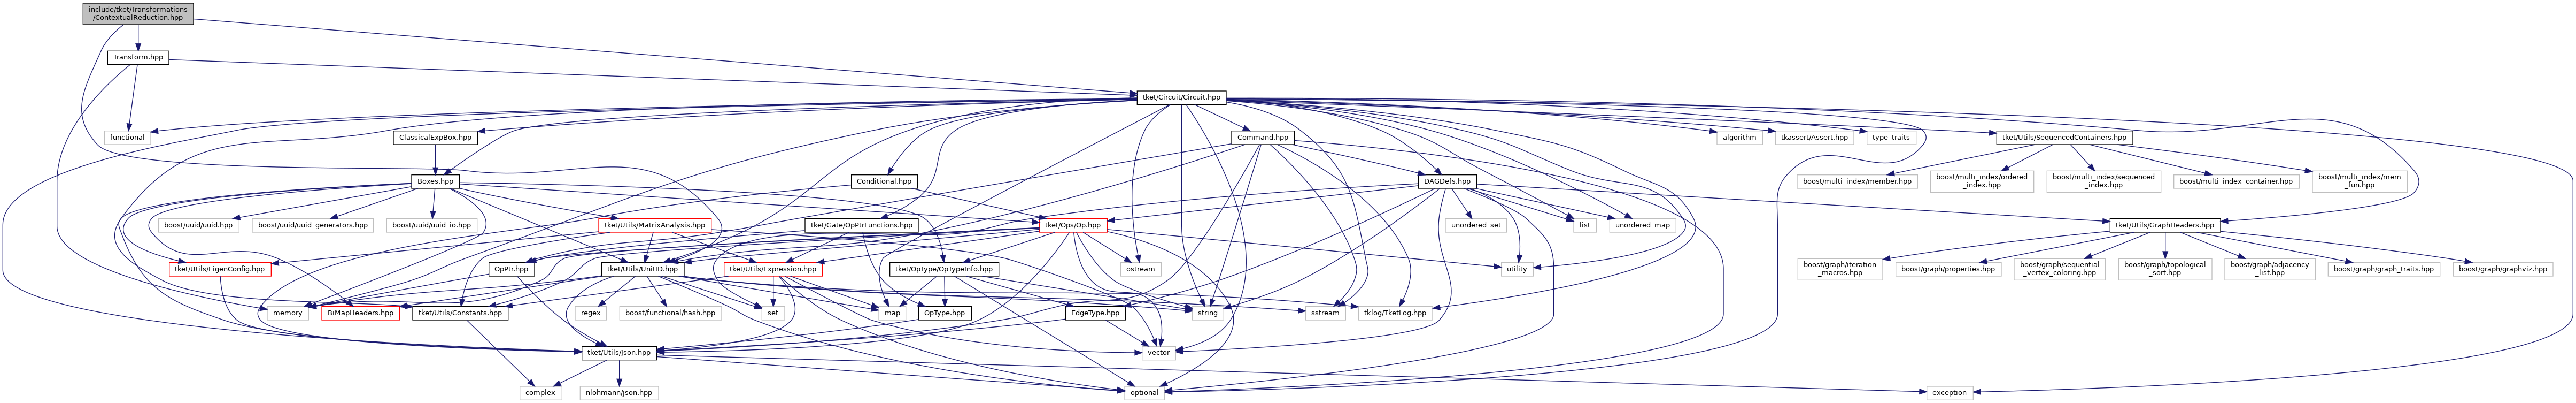 include/tket/Transformations
/ContextualReduction.hpp
Transform.hpp
tket/Circuit/Circuit.hpp
functional
ClassicalExpBox.hpp
Command.hpp
algorithm
tkassert/Assert.hpp
type_traits
tket/Utils/SequencedContainers.hpp
Boxes.hpp
Conditional.hpp
DAGDefs.hpp
boost/multi_index/member.hpp
boost/multi_index/ordered
_index.hpp
boost/multi_index/sequenced
_index.hpp
boost/multi_index_container.hpp
boost/multi_index/mem
_fun.hpp
boost/uuid/uuid.hpp
boost/uuid/uuid_generators.hpp
boost/uuid/uuid_io.hpp
tket/Utils/MatrixAnalysis.hpp
tket/Gate/OpPtrFunctions.hpp
tket/Ops/Op.hpp
unordered_set
list
unordered_map
tket/Utils/GraphHeaders.hpp
tket/Utils/EigenConfig.hpp
OpPtr.hpp
tket/Utils/UnitID.hpp
tket/Utils/Expression.hpp
tket/OpType/OpTypeInfo.hpp
ostream
utility
boost/graph/iteration
_macros.hpp
boost/graph/properties.hpp
boost/graph/sequential
_vertex_coloring.hpp
boost/graph/topological
_sort.hpp
boost/graph/adjacency
_list.hpp
boost/graph/graph_traits.hpp
boost/graph/graphviz.hpp
memory
BiMapHeaders.hpp
tket/Utils/Constants.hpp
regex
boost/functional/hash.hpp
set
map
OpType.hpp
EdgeType.hpp
string
sstream
tklog/TketLog.hpp
tket/Utils/Json.hpp
vector
complex
nlohmann/json.hpp
optional
exception